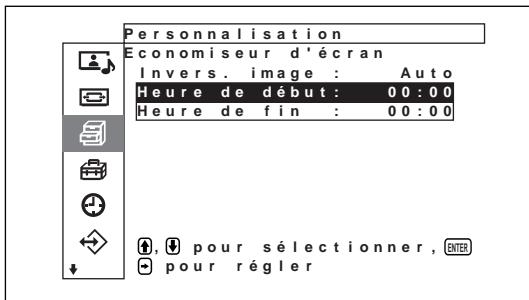 Personnalisation
Economiseur d'écran
Invers. image : Auto
Heure de début: 00:00
Heure de fin : 00:00
, pour sélectionner, ENTER
pour régler